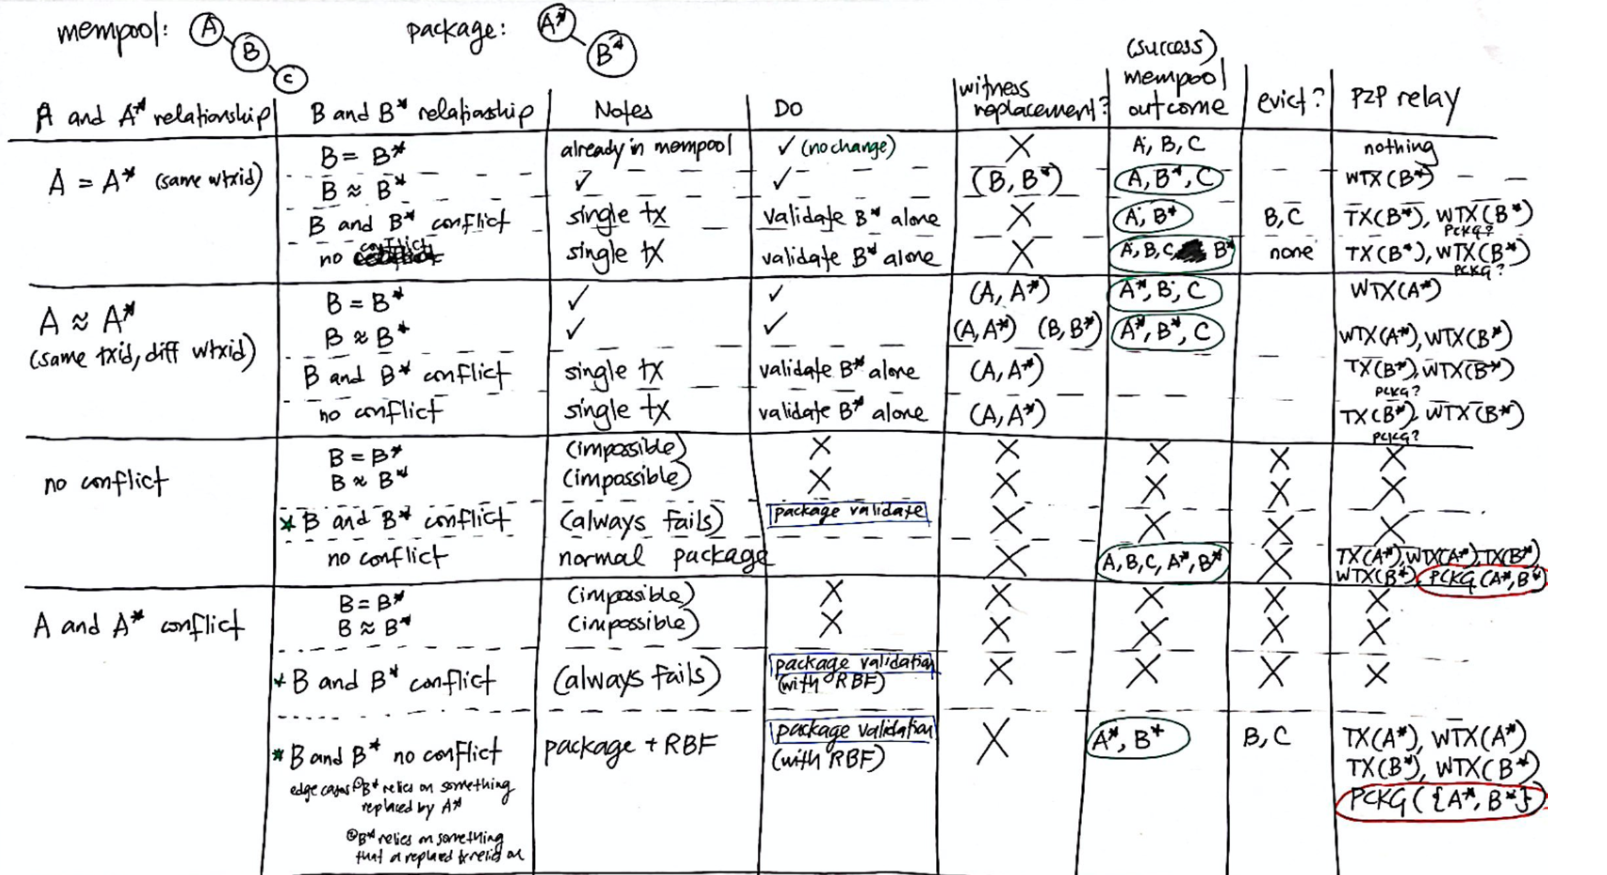 mempool: A B C package: A* B*
A and A* relationship B and B* relationship Notes Do witness replacement? (success) mempool outcome evict? P2P relay
A = A* (same wtxid) B = B* already in mempool ✓ (no change) X A, B, C nothing
B ≈ B* ✓ ✓ (B, B*) A, B*, C WTX(B*)
B and B* conflict single tx validate B* alone X A, B* B, C TX(B*), WTX(B*) PCKG?
no conflict single tx validate B* alone X A, B, C, B* none TX(B*), WTX(B*) PCKG?
A ≈ A* (same txid, diff wtxid) B = B* ✓ ✓ (A, A*) A*, B, C WTX(A*)
B ≈ B* ✓ ✓ (A, A*) (B, B*) A*, B*, C WTX(A*), WTX(B*)
B and B* conflict single tx validate B* alone (A, A*) TX(B*), WTX(B*) PCKG?
no conflict single tx validate B* alone (A, A*) TX(B*), WTX(B*) PCKG?
no conflict B = B* (impossible) X X X X X
B ≈ B* (impossible) X X X X X
* B and B* conflict (always fails) package validate X X X X
no conflict normal package X A, B, C, A*, B* X TX(A*), WTX(A*), TX(B*), WTX(B*), PCKG(A*, B*)
A and A* conflict B = B* (impossible) X X X X X
B ≈ B* (impossible) X X X X X
* B and B* conflict (always fails) package validation (with RBF) X X X X
* B and B* no conflict package + RBF package validation (with RBF) X A*, B* B, C TX(A*), WTX(A*)
TX(B*), WTX(B*)
PCKG({A*, B*})
edge cases ① B* relies on something
replaced by A*
② B* relies on something
that a replaced